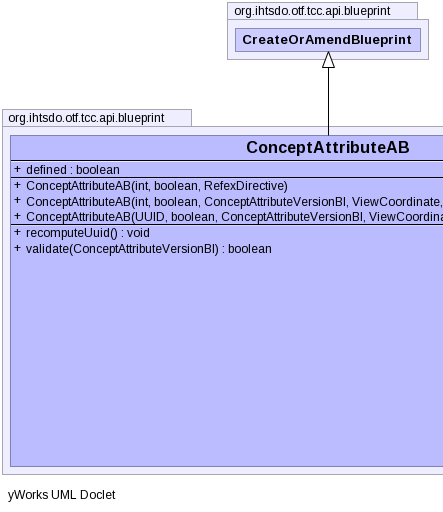 org.ihtsdo.otf.tcc.api.blueprint
CreateOrAmendBlueprint
org.ihtsdo.otf.tcc.api.blueprint
ConceptAttributeAB
+ defined : boolean
+ ConceptAttributeAB(int, boolean, RefexDirective)
+ ConceptAttributeAB(int, boolean, ConceptAttributeVersionBI, ViewCoordinate,
+ ConceptAttributeAB(UUID, boolean, ConceptAttributeVersionBI, ViewCoordina
+ recomputeUuid() : void
+ validate(ConceptAttributeVersionBI) : boolean
yWorks UML Doclet